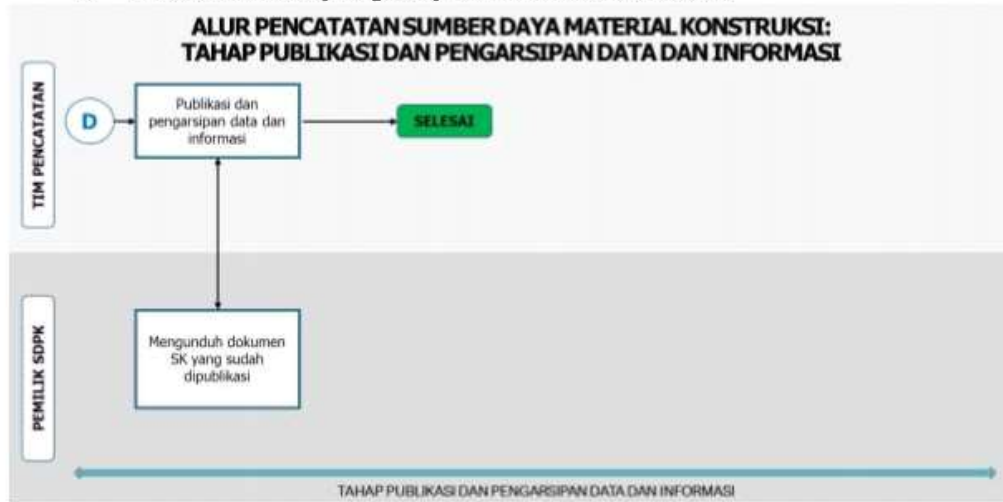 ALUR PENCATATAN SUMBER DAYA MATERIAL KONSTRUKSI:
TAHAP PUBLIKASI DAN PENGARSIPAN DATA DAN INFORMASI
TIM PENCATATAN
D
Publikasi dan
pengarsipan data dan
informasi
SELESAI
PEMILIK SDPK
Mengunduh dokumen
SK yang sudah
dipublikasi
TAHAP PUBLIKASI DAN PENGARSIPAN DATA DAN INFORMASI